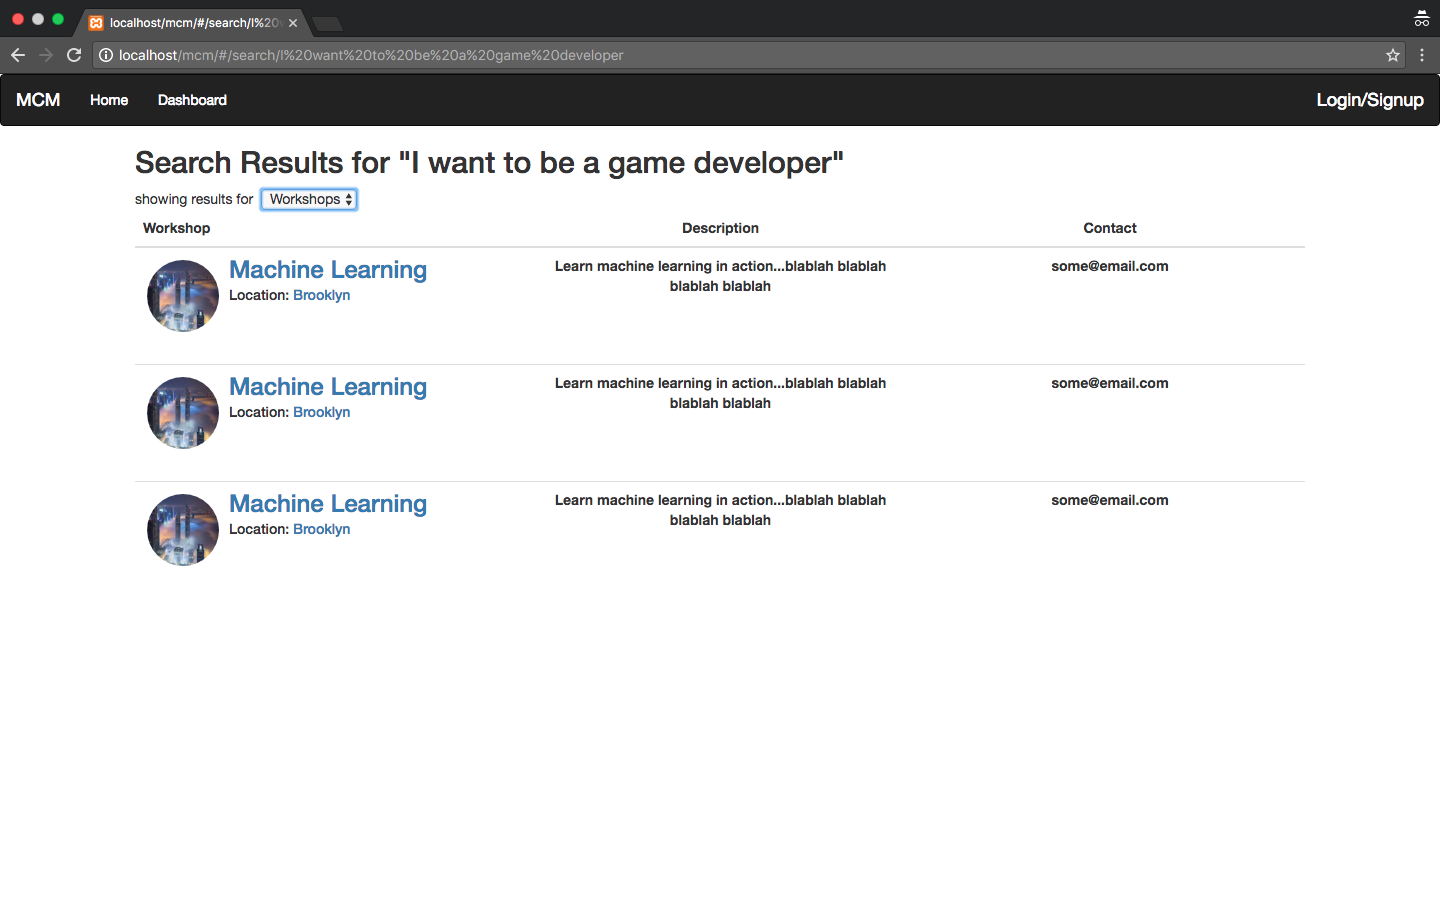 localhost/mcm/#/search/I%20
localhost/mcm/#/search/I%20want%20to%20be%20a%20game%20developer
MCM Home Dashboard Login/Signup
Search Results for "I want to be a game developer"
showing results for Workshops
Workshop Description Contact
Machine Learning
Location: Brooklyn
Learn machine learning in action...blablah blablah
blablah blablah
some@email.com
Machine Learning
Location: Brooklyn
Learn machine learning in action...blablah blablah
blablah blablah
some@email.com
Machine Learning
Location: Brooklyn
Learn machine learning in action...blablah blablah
blablah blablah
some@email.com